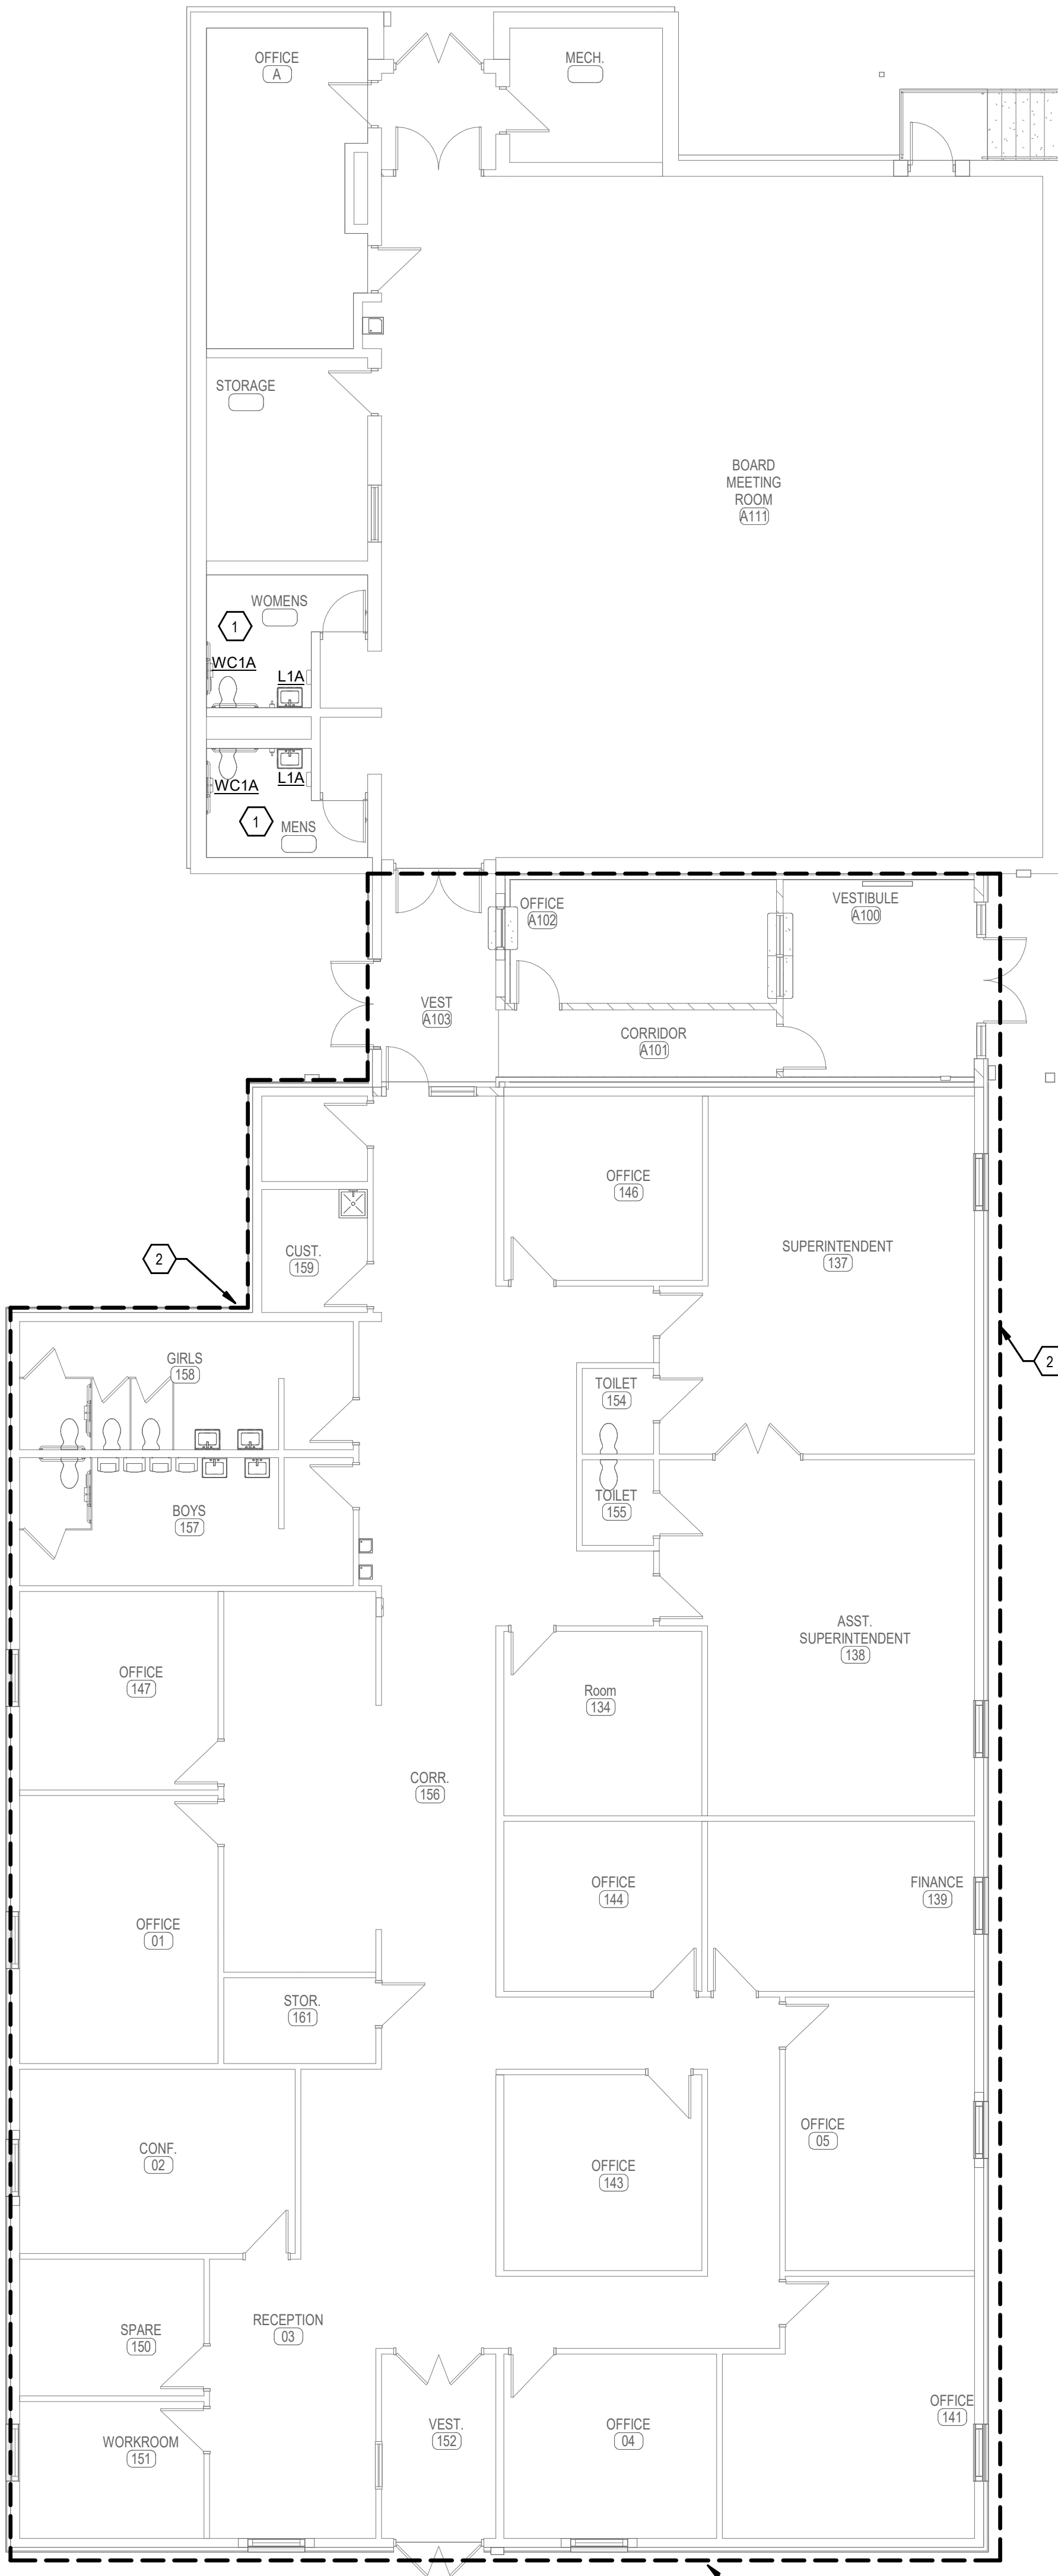 OFFICE
A
MECH.
STORAGE
BOARD
MEETING
ROOM
A111
WOMENS
1
WC1A
L1A
WC1A
L1A
1
MENS
OFFICE
A102
VESTIBULE
A100
VEST
A103
CORRIDOR
A101
OFFICE
146
SUPERINTENDENT
137
CUST.
159
2
2
GIRLS
158
TOILET
154
TOILET
155
BOYS
157
ASST.
SUPERINTENDENT
138
OFFICE
147
Room
134
CORR.
156
OFFICE
144
FINANCE
139
OFFICE
01
STOR.
161
OFFICE
05
CONF.
02
OFFICE
143
SPARE
150
RECEPTION
03
OFFICE
141
WORKROOM
151
VEST.
152
OFFICE
04